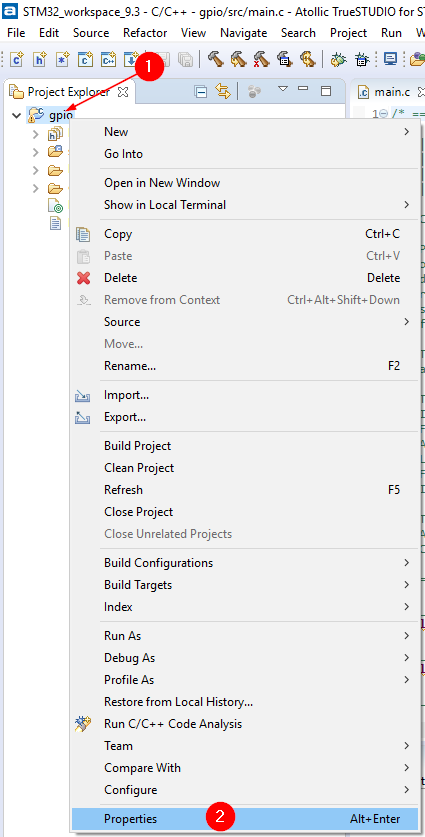 STM32_workspace_9.3 - C/C++ - gpio/src/main.c - Atollic TrueSTUDIO for
File Edit Source Refactor View Navigate Search Project Run
1
Project Explorer
main.c
gpio
1 /* ==
New
Go Into
Open in New Window
Show in Local Terminal
Copy Ctrl+C
Paste Ctrl+V
Delete Delete
Remove from Context Ctrl+Alt+Shift+Down
Source
Move...
Rename... F2
Import...
Export...
Build Project
Clean Project
Refresh F5
Close Project
Close Unrelated Projects
Build Configurations
Build Targets
Index
Run As
Debug As
Profile As
Restore from Local History...
Run C/C++ Code Analysis
Team
Compare With
Configure
Properties 2 Alt+Enter